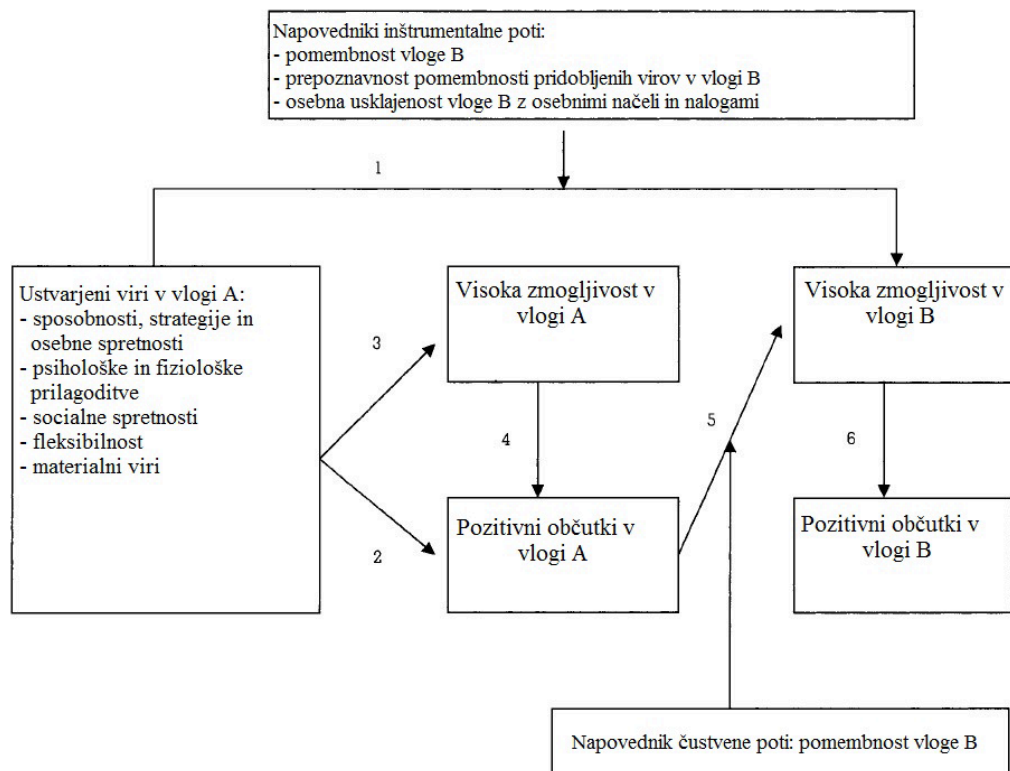 Napovedniki inštrumentalne poti:
- pomembnost vloge B
- prepoznavnost pomembnosti pridobljenih virov v vlogi B
- osebna usklajenost vloge B z osebnimi načeli in nalogami
1
Ustvarjeni viri v vlogi A:
- sposobnosti, strategije in
osebne spretnosti
- psihološke in fiziološke
prilagoditve
- socialne spretnosti
- fleksibilnost
- materialni viri
3
2
Visoka zmogljivost v
vlogi A
4
Pozitivni občutki v
vlogi A
5
Visoka zmogljivost v
vlogi B
6
Pozitivni občutki v
vlogi B
Napovednik čustvene poti: pomembnost vloge B